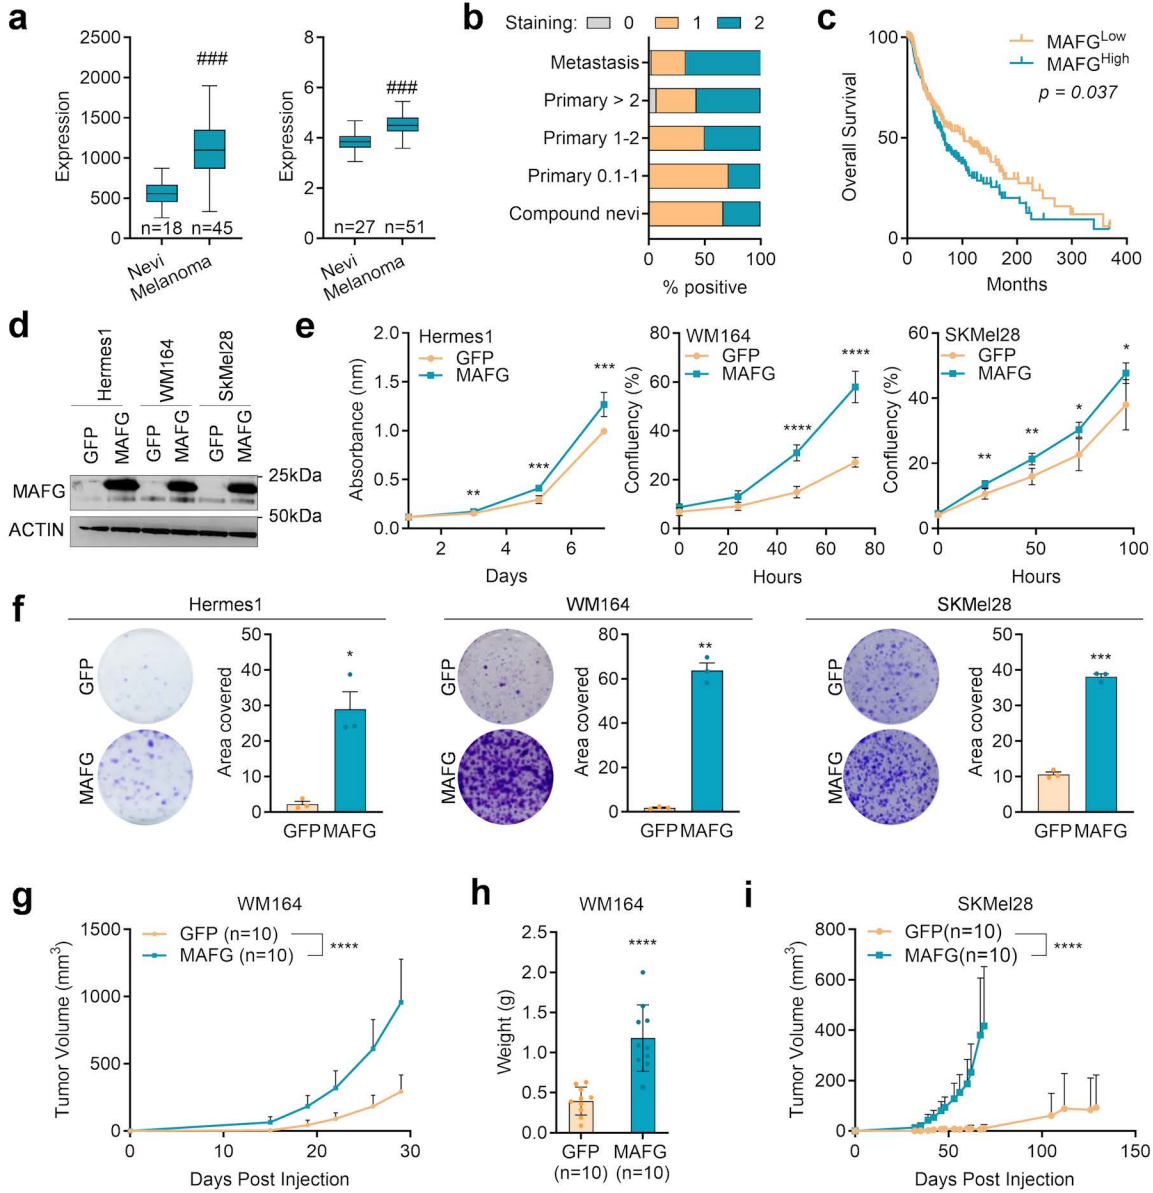 a
2500
2000
1500
1000
500
0
Expression
###
n=18 n=45
Nevi
Melanoma
8
6
4
2
0
Expression
###
n=27 n=51
Nevi
Melanoma
b
Staining: 0 1 2
Metastasis
Primary > 2
Primary 1-2
Primary 0.1-1
Compound nevi
0 50 100
% positive
c
100
50
0
Overall Survival
MAFGLow
MAFGHigh
p = 0.037
0 100 200 300 400
Months
d
Hermes1
WM164
SkMel28
GFP
MAFG
GFP
MAFG
GFP
MAFG
MAFG
25kDa
50kDa
ACTIN
e
2.0
1.5
1.0
0.5
0.0
Absorbance (nm)
Hermes1
GFP
MAFG
**
***
***
2 4 6
Days
80
60
40
20
0
Confluency (%)
WM164
GFP
MAFG
****
****
0 20 40 60 80
Hours
60
40
20
0
Confluency (%)
SKMel28
GFP
MAFG
**
**
*
*
0 50 100
Hours
f
Hermes1
GFP
MAFG
50
40
30
20
10
0
Area covered
*
GFP MAFG
WM164
GFP
MAFG
80
60
40
20
0
Area covered
**
GFP MAFG
SKMel28
GFP
MAFG
50
40
30
20
10
0
Area covered
***
GFP MAFG
g
WM164
1500
1000
500
0
Tumor Volume (mm3)
GFP (n=10)
MAFG (n=10)
****
0 10 20 30
Days Post Injection
h
WM164
2.5
2.0
1.5
1.0
0.5
0.0
Weight (g)
****
GFP MAFG
(n=10) (n=10)
i
SKMel28
800
600
400
200
0
Tumor Volume (mm3)
GFP(n=10)
MAFG(n=10)
****
0 50 100 150
Days Post Injection